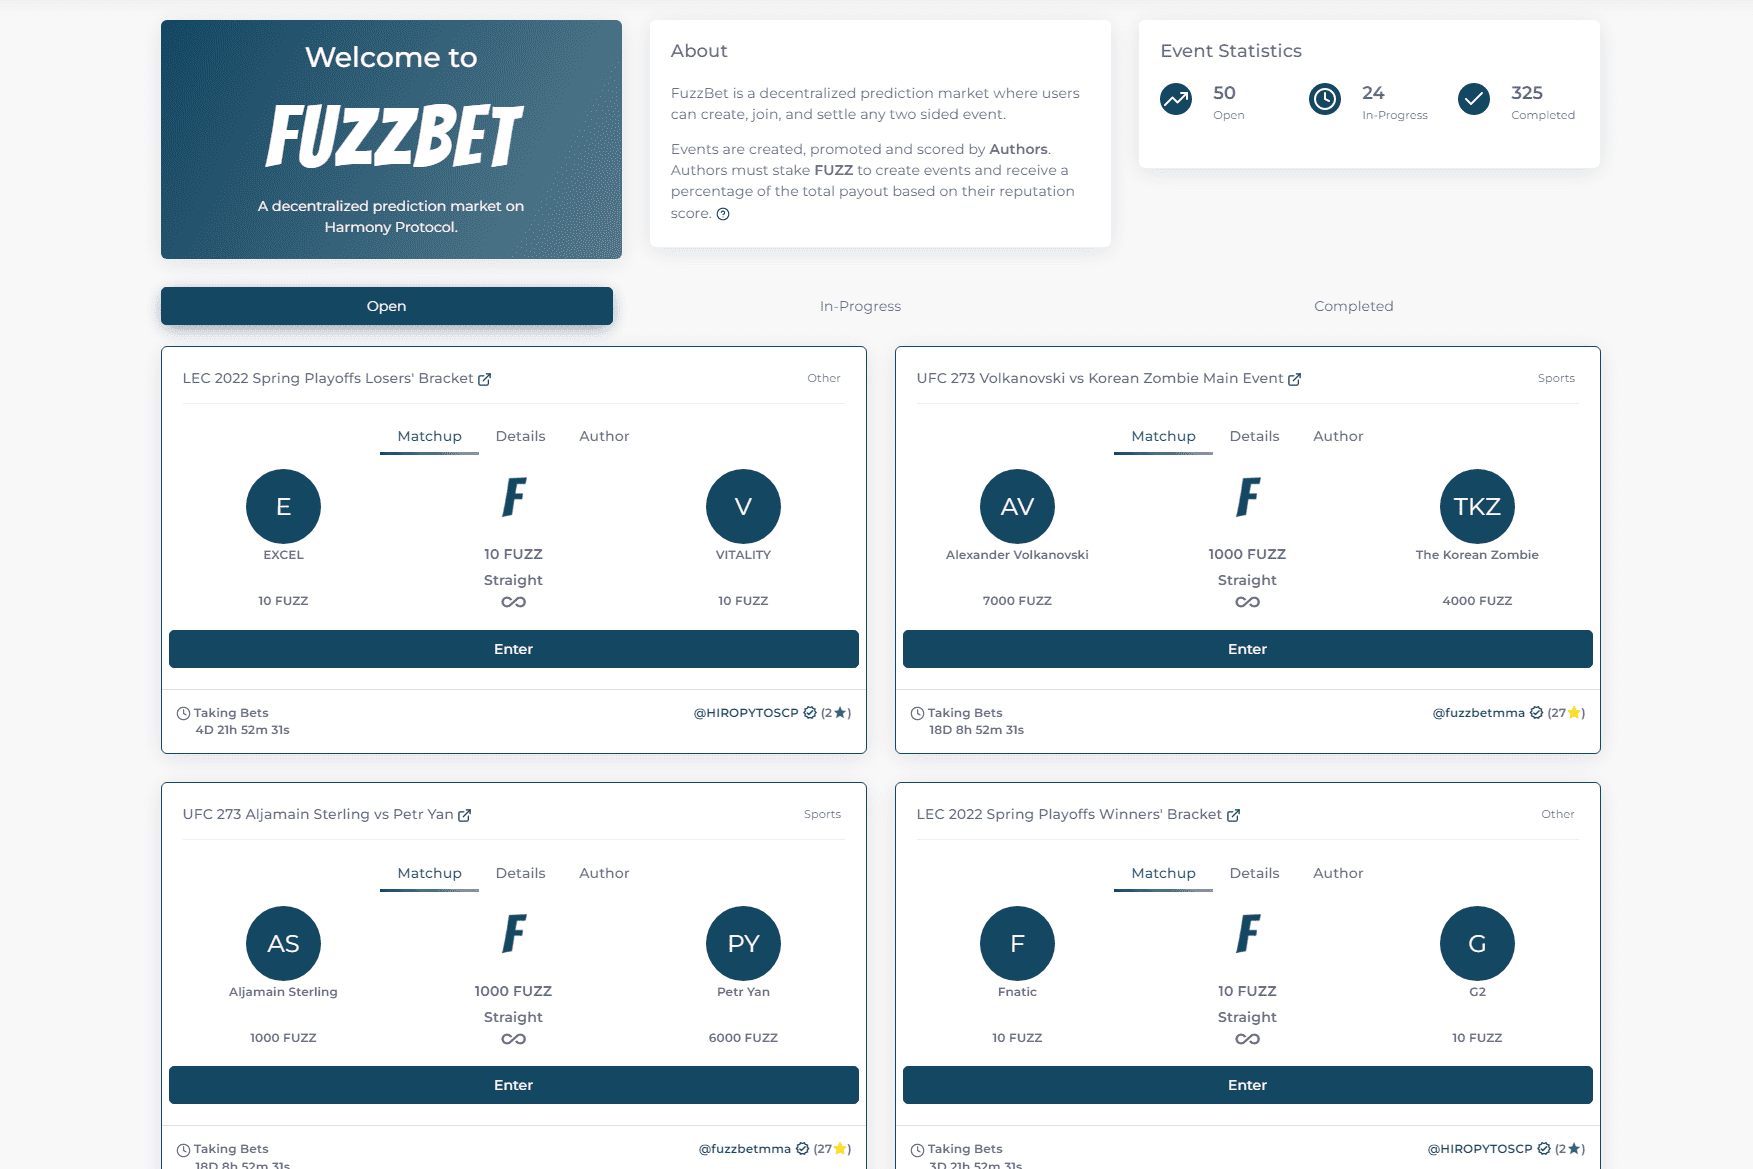 Welcome to
FUZZBET
A decentralized prediction market on
Harmony Protocol.
About
FuzzBet is a decentralized prediction market where users
can create, join, and settle any two sided event.
Events are created, promoted and scored by Authors.
Authors must stake FUZZ to create events and receive a
percentage of the total payout based on their reputation
score.
Event Statistics
50
Open
24
In-Progress
325
Completed
Open
In-Progress
Completed
LEC 2022 Spring Playoffs Losers' Bracket
Other
Matchup Details Author
E
EXCEL
10 FUZZ
F
10 FUZZ
Straight
V
VITALITY
10 FUZZ
Enter
Taking Bets
4D 21h 52m 31s
@HIROPYTOSCP (2★)
UFC 273 Volkanovski vs Korean Zombie Main Event
Sports
Matchup Details Author
AV
Alexander Volkanovski
7000 FUZZ
F
1000 FUZZ
Straight
TKZ
The Korean Zombie
4000 FUZZ
Enter
Taking Bets
18D 8h 52m 31s
@fuzzbetmma (27⭐)
UFC 273 Aljamain Sterling vs Petr Yan
Sports
Matchup Details Author
AS
Aljamain Sterling
1000 FUZZ
F
1000 FUZZ
Straight
PY
Petr Yan
6000 FUZZ
Enter
Taking Bets
18D 8h 52m 31s
@fuzzbetmma (27⭐)
LEC 2022 Spring Playoffs Winners' Bracket
Other
Matchup Details Author
F
Fnatic
10 FUZZ
F
10 FUZZ
Straight
G
G2
10 FUZZ
Enter
Taking Bets
3D 21h 52m 31s
@HIROPYTOSCP (2★)